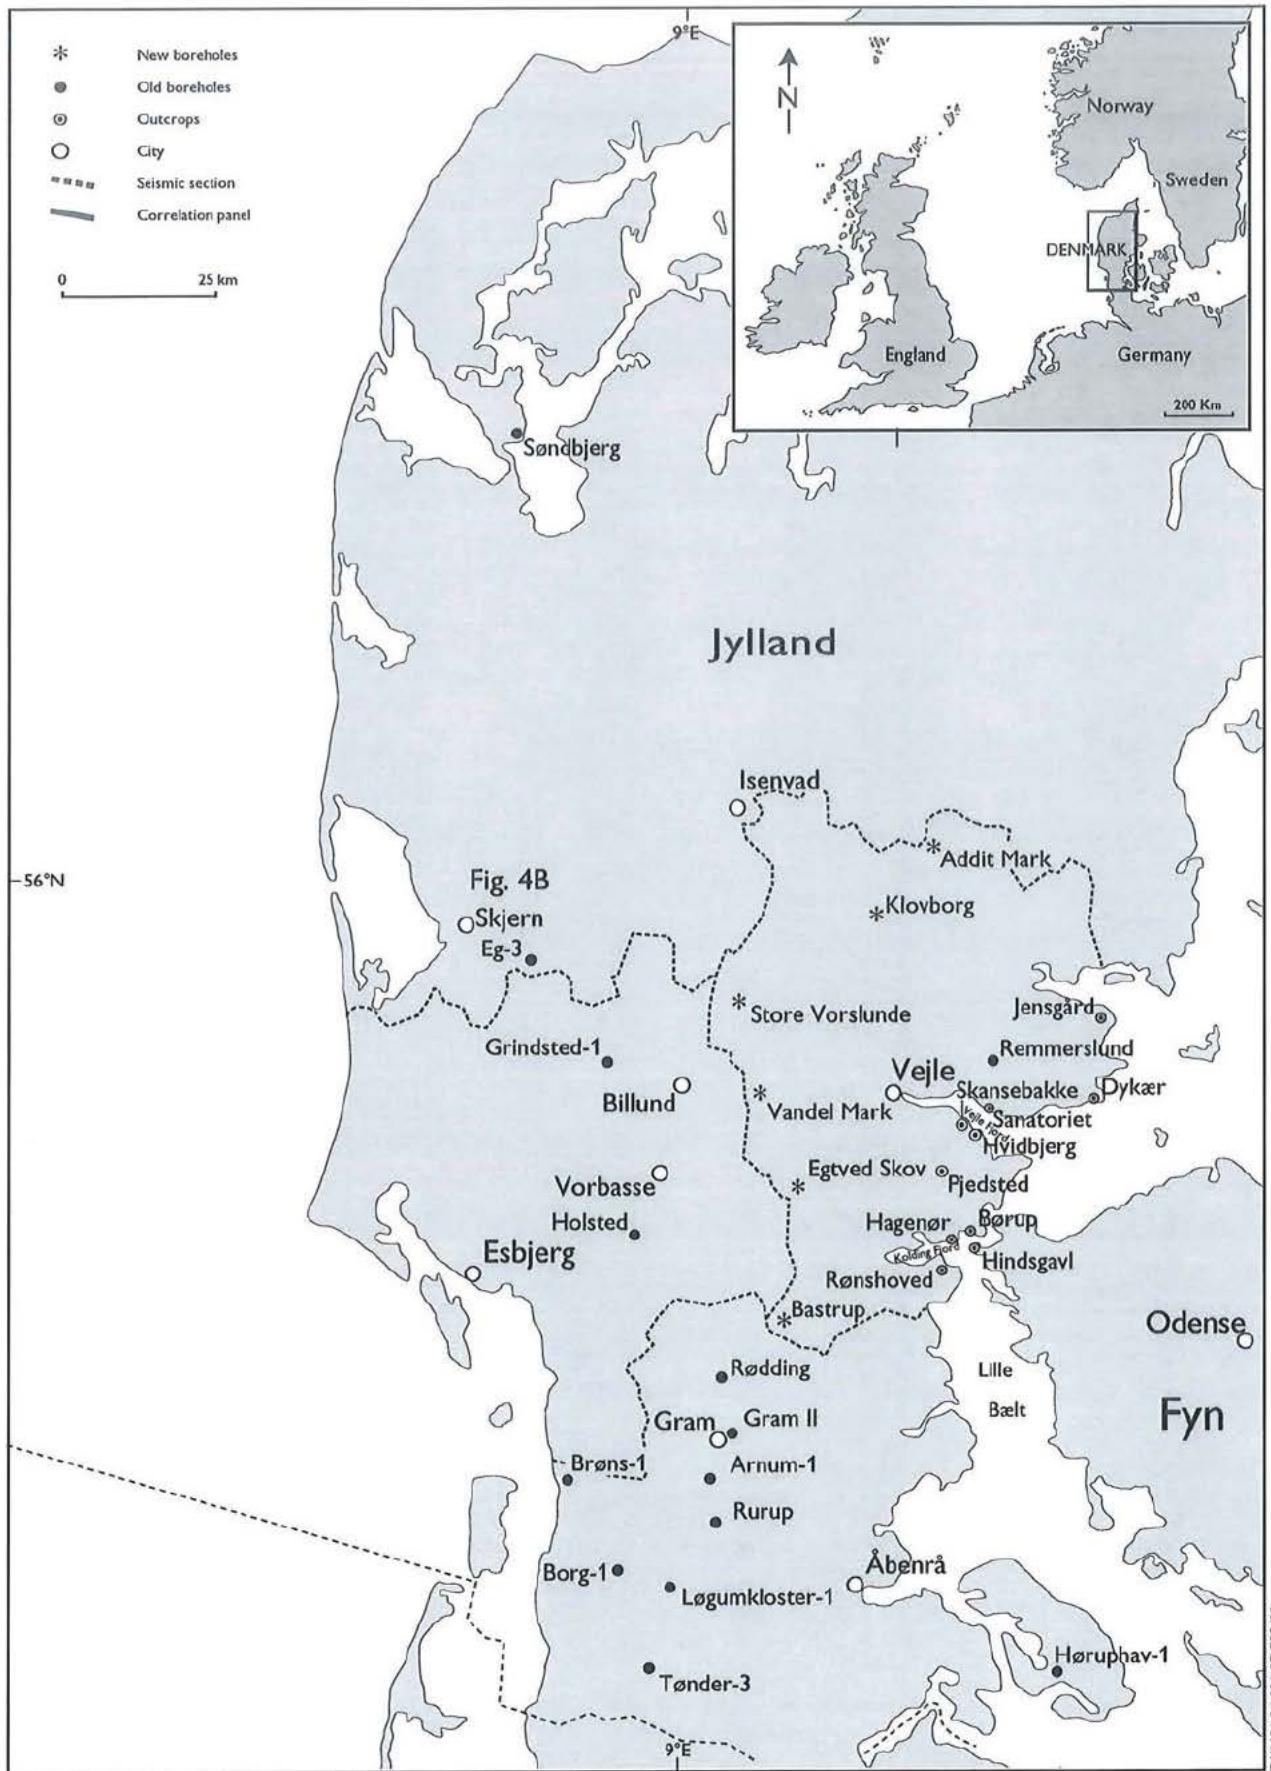 9°E
New boreholes
Old boreholes
Outcrops
City
Seismic section
Correlation panel
0 25 km
N
Norway
Sweden
DENMARK
England
Germany
200 Km
Søndbjerg
Jylland
Isenvad
Addit Mark
56°N
Fig. 4B
Klovborg
Skjern
Eg-3
Store Vorslunde
Jensgård
Grindsted-1
Remmerslund
Vejle
Billund
Skansebakke
Dykær
Vandel Mark
Sanatoriet
Vejle Fjord
Hvidbjerg
Egtved Skov
Pjedsted
Vorbasse
Holsted
Hagenør
Børup
Esbjerg
Kolding Fjord
Hindsgavl
Rønshoved
Bastrup
Odense
Rødding
Lille
Bælt
Fyn
Gram
Gram II
Brøns-1
Arnum-1
Rurup
Borg-1
Åbenrå
Løgumkloster-1
Høruphav-1
Tønder-3
9°E